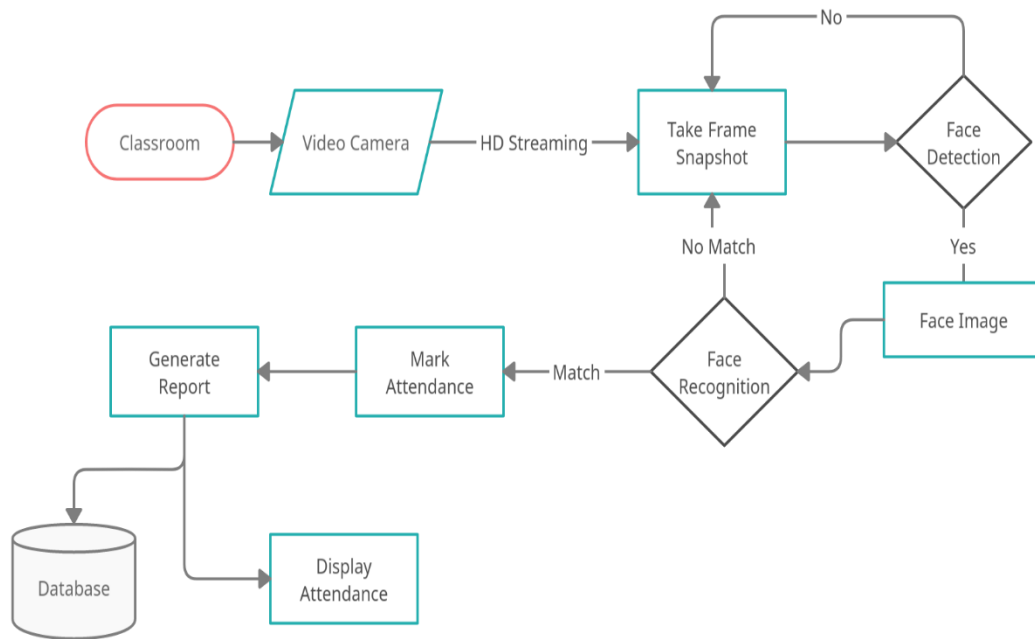 No
Classroom
Video Camera
HD Streaming
Take Frame
Snapshot
Face
Detection
No Match
Yes
Face Image
Generate
Report
Mark
Attendance
Match
Face
Recognition
Database
Display
Attendance